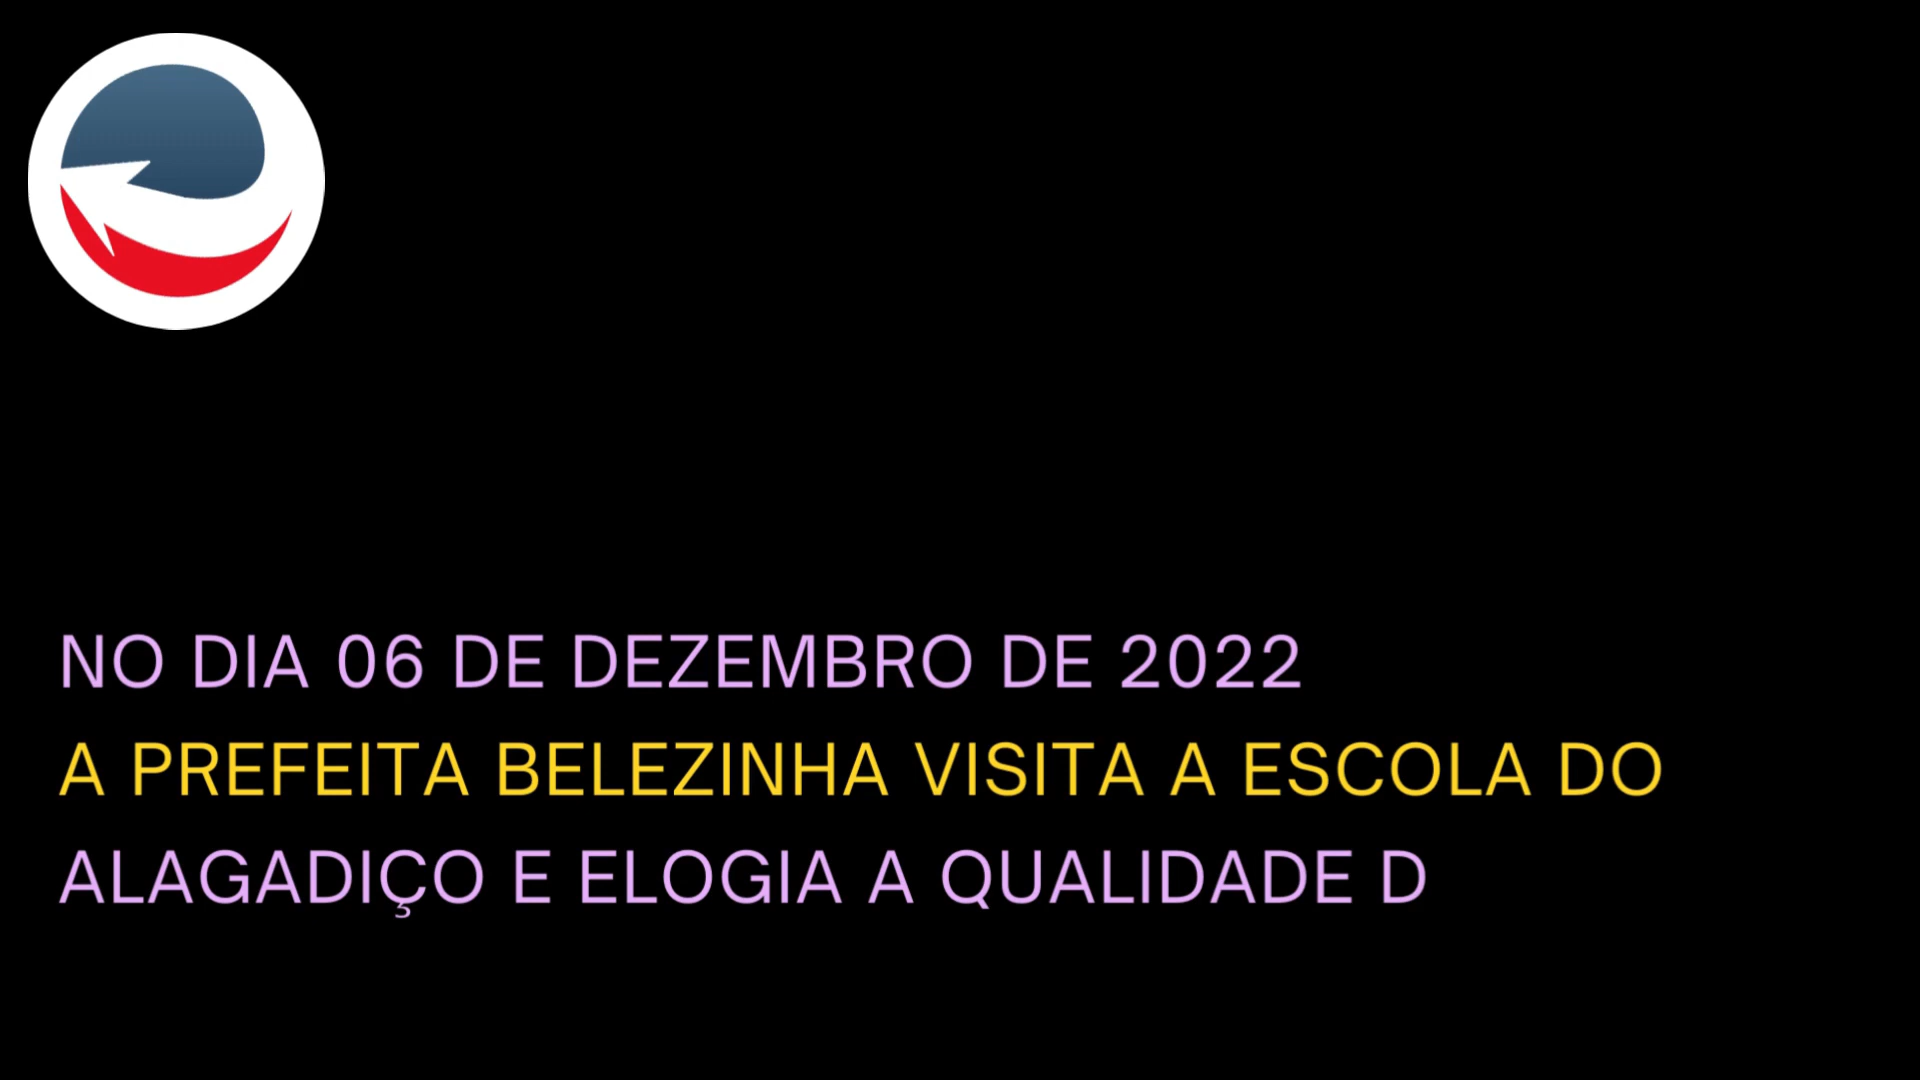 NO DIA 06 DE DEZEMBRO DE 2022
A PREFEITA BELEZINHA VISITA A ESCOLA DO
ALAGADIÇO E ELOGIA A QUALIDADE D